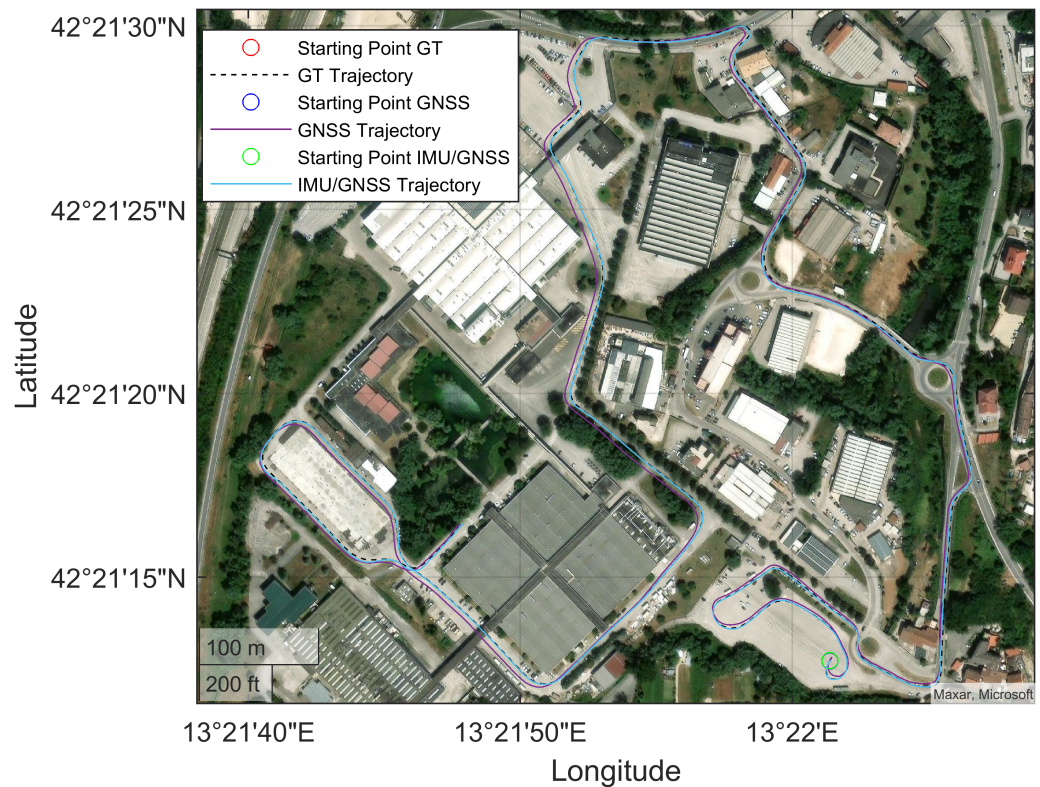 42°21'30"N
Starting Point GT
GT Trajectory
Starting Point GNSS
GNSS Trajectory
Starting Point IMU/GNSS
IMU/GNSS Trajectory
42°21'25"N
42°21'20"N
42°21'15"N
Latitude
100 m
200 ft
Maxar, Microsoft
13°21'40"E
13°21'50"E
13°22'E
Longitude